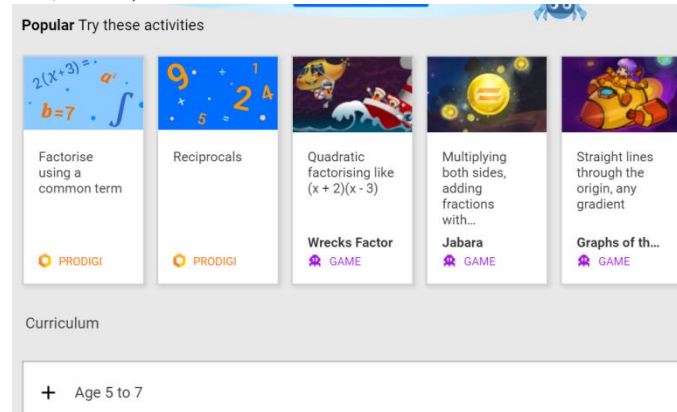 Popular Try these activities
2(x+3)=.
a²
b=7
∫
9
÷
1
×
2
4
5
=
Factorise
using a
common term
PRODIGI
Reciprocals
PRODIGI
Quadratic
factorising like
(x + 2)(x - 3)
Wrecks Factor
GAME
Multiplying
both sides,
adding
fractions
with...
Jabara
GAME
Straight lines
through the
origin, any
gradient
Graphs of th...
GAME
Curriculum
+ Age 5 to 7